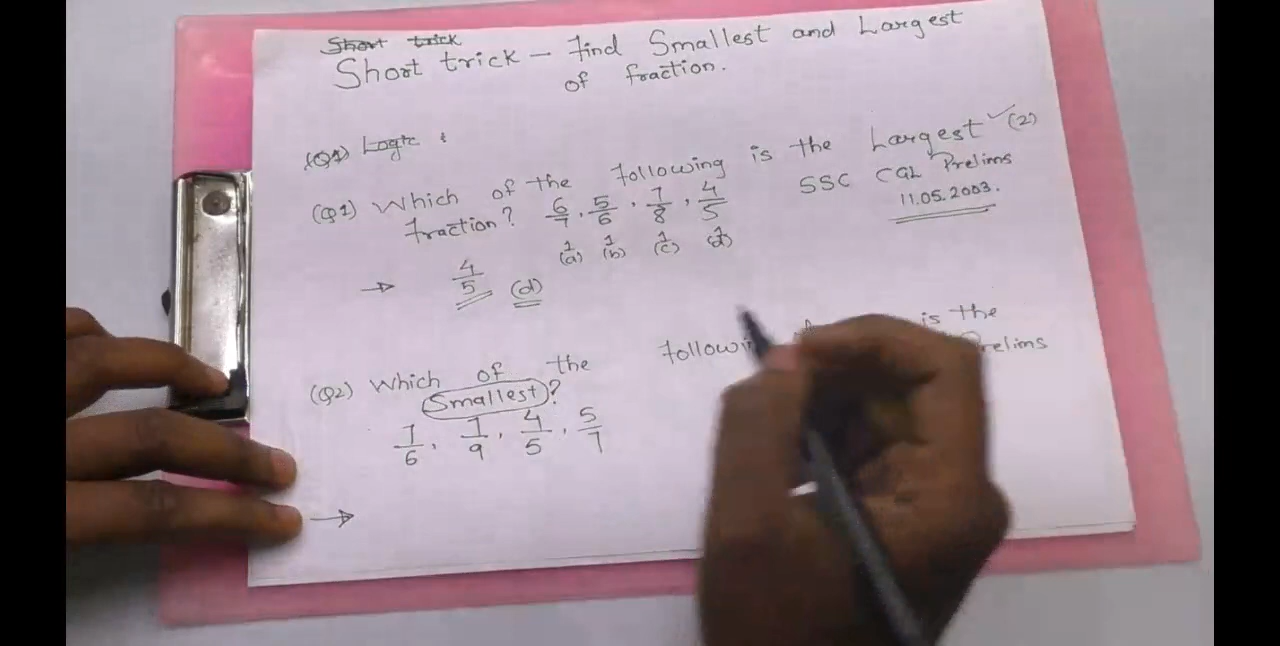 Short trick
Short trick – Find Smallest and Largest
of fraction.
(Q1) Logic :
(Q1) Which of the following is the Largest ✓(2)
fraction? 6/7, 5/6, 7/8, 4/5 SSC CGL Prelims
11.05.2003.
1 1 1 1
(a) (b) (c) (d)
→ 4/5 (d)
(Q2) Which of the following is the
Smallest? Prelims
7/6, 7/9, 4/5, 5/7
→